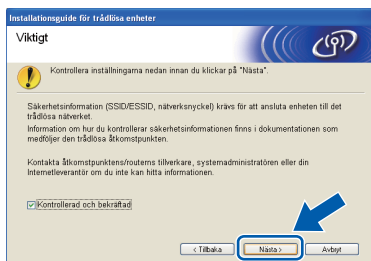 Installationsguide för trådlösa enheter
Viktigt
Kontrollera inställningarna nedan innan du klickar på "Nästa".
Säkerhetsinformation (SSID/ESSID, nätverksnyckel) krävs för att ansluta enheten till det
trådlösa nätverket.
Information om hur du kontrollerar säkerhetsinformationen finns i dokumentationen som
medföljer den trådlösa åtkomstpunkten.
Kontakta åtkomstpunktens/routerns tillverkare, systemadministratören eller din
Internetleverantör om du inte kan hitta informationen.
Kontrollerad och bekräftad
< Tillbaka
Nästa >
Avbryt